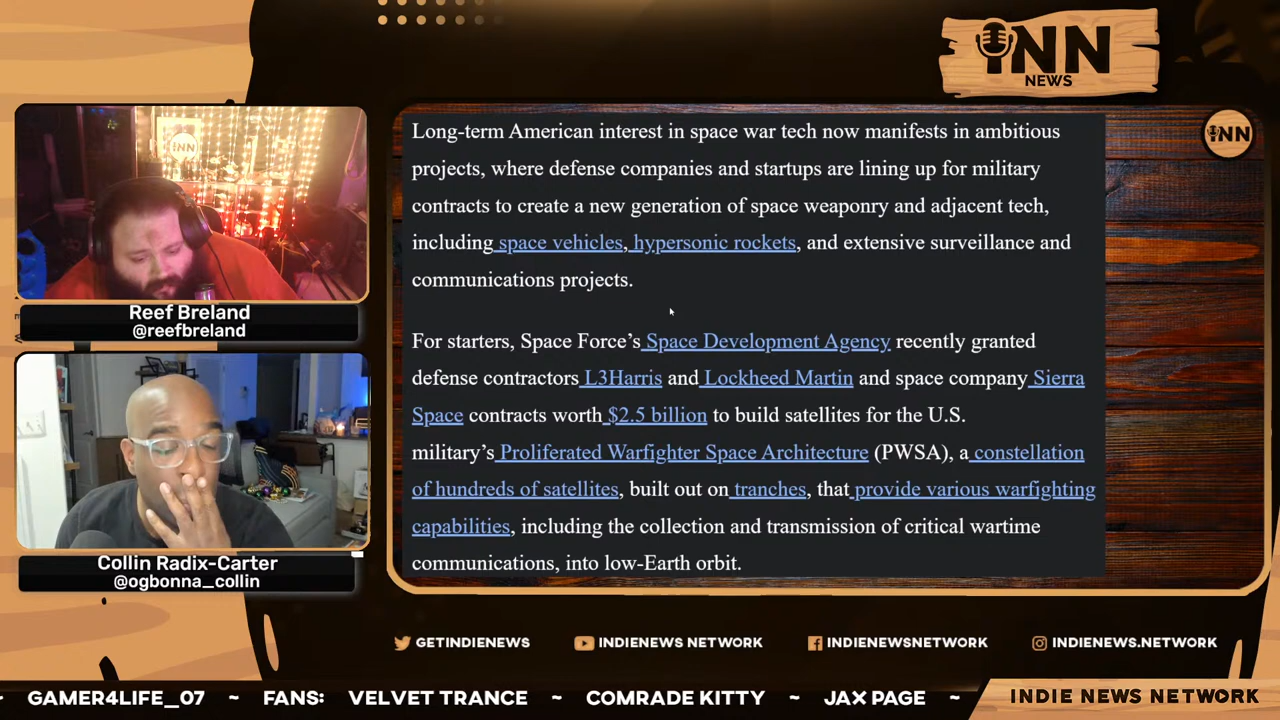 INN
NEWS
INN
INN
Long-term American interest in space war tech now manifests in ambitious
projects, where defense companies and startups are lining up for military
contracts to create a new generation of space weaponry and adjacent tech,
including space vehicles, hypersonic rockets, and extensive surveillance and
communications projects.
For starters, Space Force’s Space Development Agency recently granted
defense contractors L3Harris and Lockheed Martin and space company Sierra
Space contracts worth $2.5 billion to build satellites for the U.S.
military’s Proliferated Warfighter Space Architecture (PWSA), a constellation
of hundreds of satellites, built out on tranches, that provide various warfighting
capabilities, including the collection and transmission of critical wartime
communications, into low-Earth orbit.
Reef Breland
@reefbreland
Collin Radix-Carter
@ogbonna_collin
GETINDIENEWS
INDIENEWS NETWORK
INDIENEWSNETWORK
INDIENEWS.NETWORK
~ GAMER4LIFE_07 ~ FANS: VELVET TRANCE ~ COMRADE KITTY ~ JAX PAGE ~
INDIE NEWS NETWORK